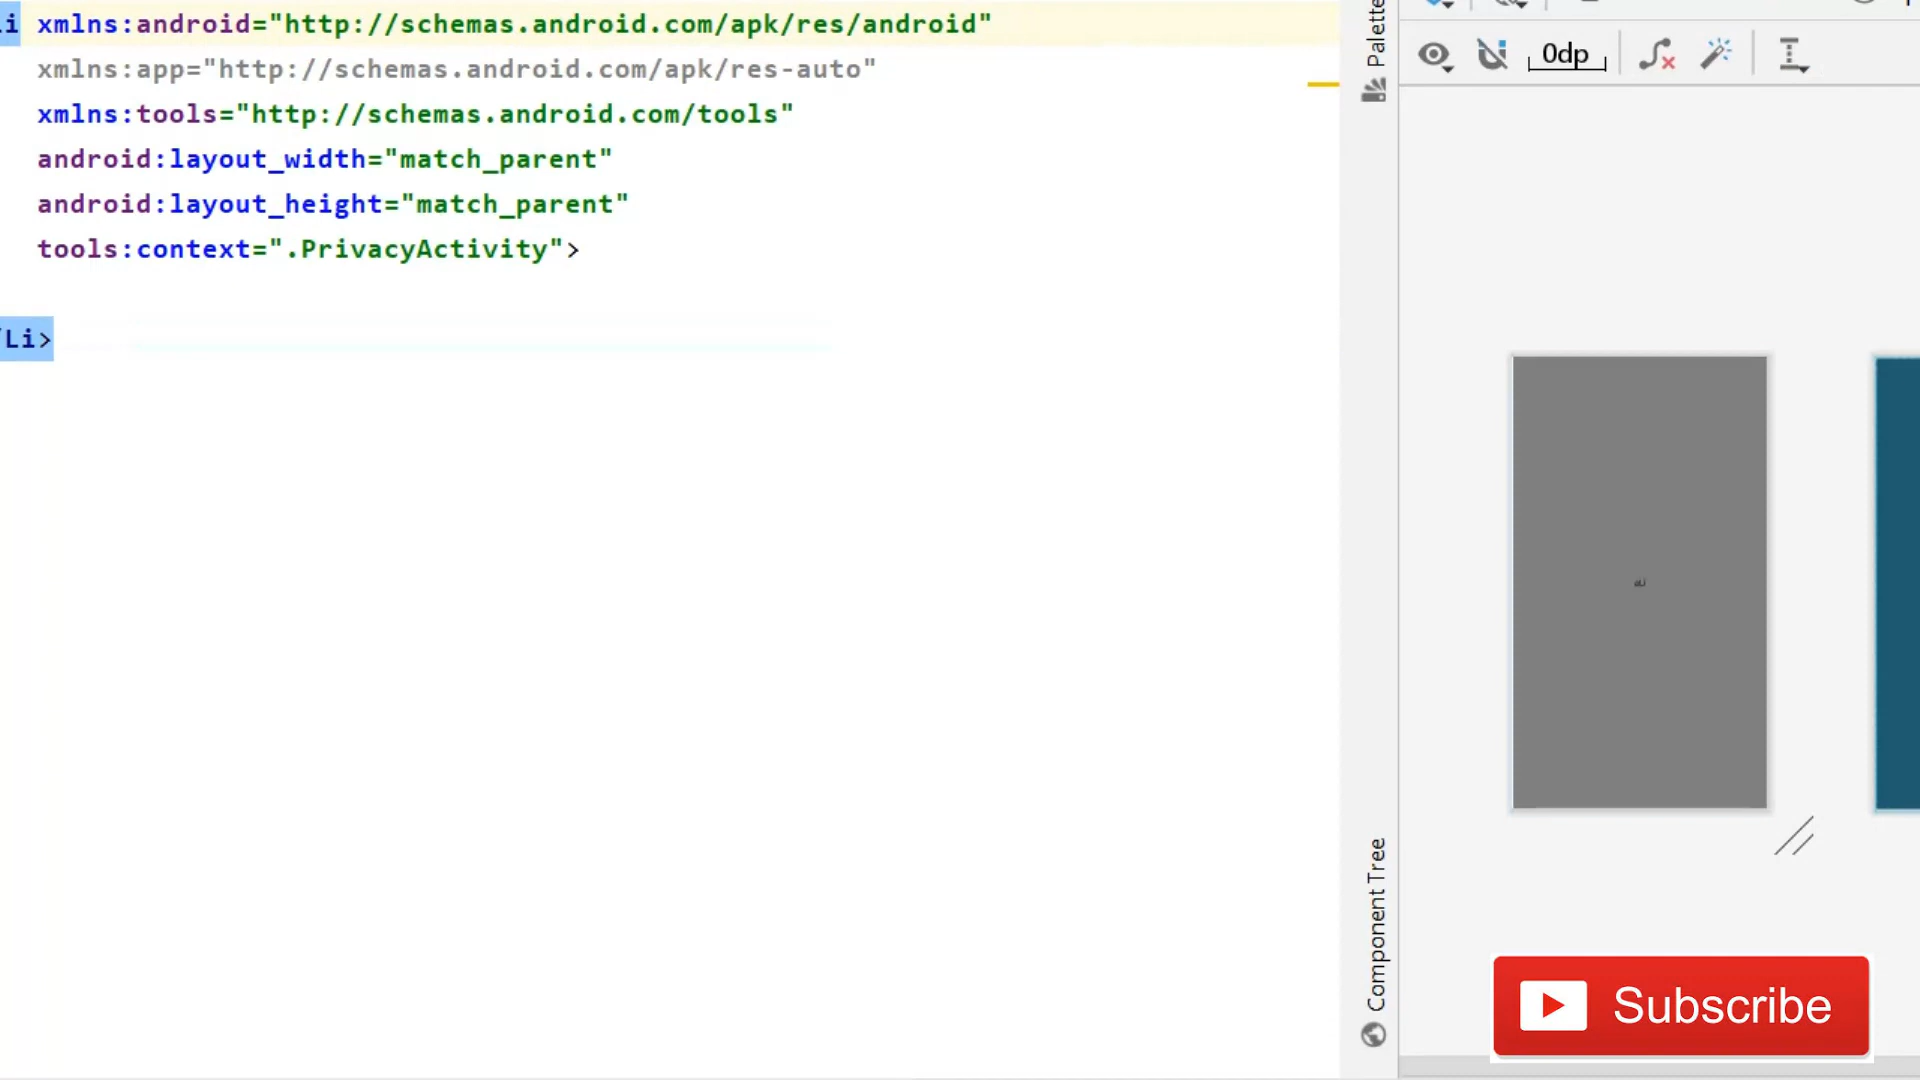 Li xmlns:android="http://schemas.android.com/apk/res/android"
xmlns:app="http://schemas.android.com/apk/res-auto"
xmlns:tools="http://schemas.android.com/tools"
android:layout_width="match_parent"
android:layout_height="match_parent"
tools:context=".PrivacyActivity">
/Li>
Palette
0dp
Component Tree
Subscribe